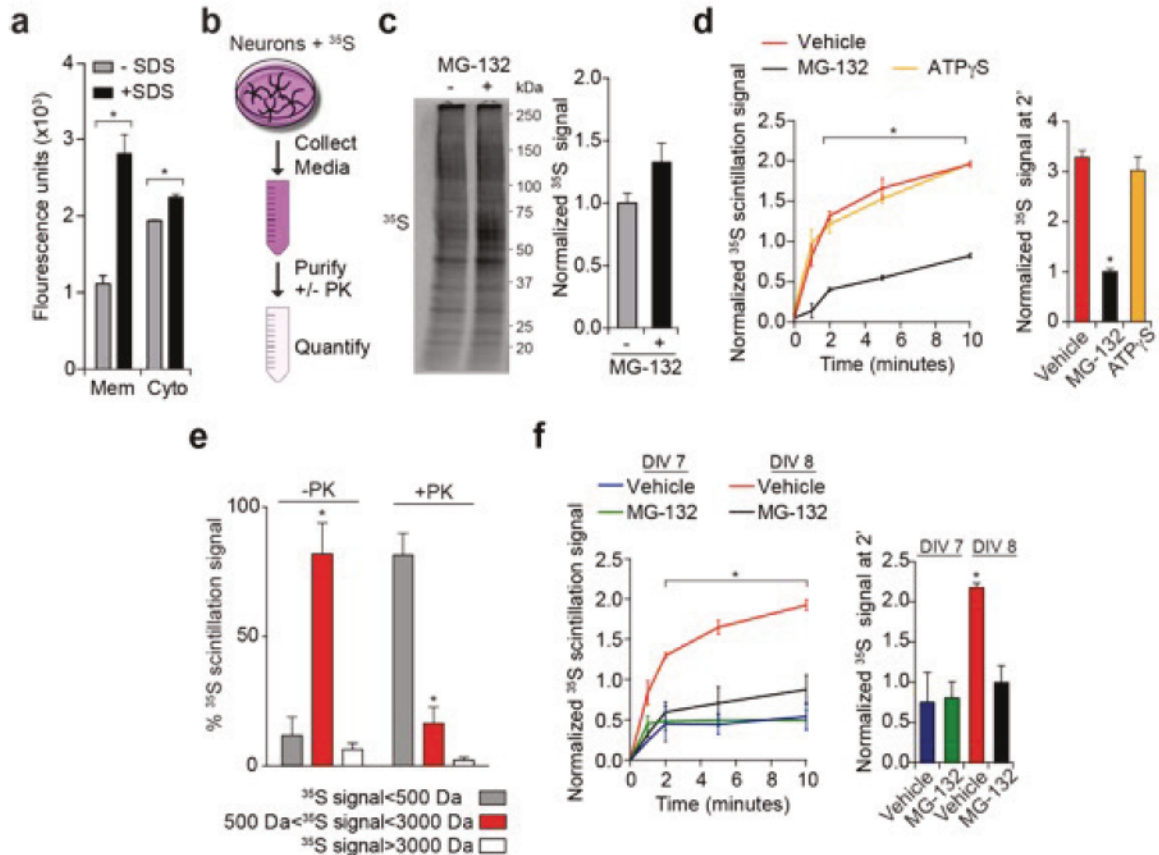 a
- SDS
+SDS
*
*
Flourescence units (x10³)
4
3
2
1
0
Mem Cyto
b
Neurons + ³⁵S
Collect
Media
Purify
+/- PK
Quantify
c
MG-132
- + kDa
250
150
100
75
50
37
25
20
³⁵S
Normalized ³⁵S signal
2.0
1.5
1.0
0.5
0.0
- +
MG-132
d
Vehicle
MG-132 ATPγS
Normalized ³⁵S scintillation signal
2.5
2.0
1.5
1.0
0.5
0.0
*
0 2 4 6 8 10
Time (minutes)
Normalized ³⁵S signal at 2'
4
3
2
1
0
*
Vehicle
MG-132
ATPγS
e
-PK +PK
% ³⁵S scintillation signal
100
50
0
*
*
³⁵S signal<500 Da
500 Da<³⁵S signal<3000 Da
³⁵S signal>3000 Da
f
DIV 7 DIV 8
Vehicle Vehicle
MG-132 MG-132
Normalized ³⁵S scintillation signal
2.5
2.0
1.5
1.0
0.5
0.0
*
0 2 4 6 8 10
Time (minutes)
Normalized ³⁵S signal at 2'
DIV 7 DIV 8
2.5
2.0
1.5
1.0
0.5
0.0
*
Vehicle
MG-132
Vehicle
MG-132